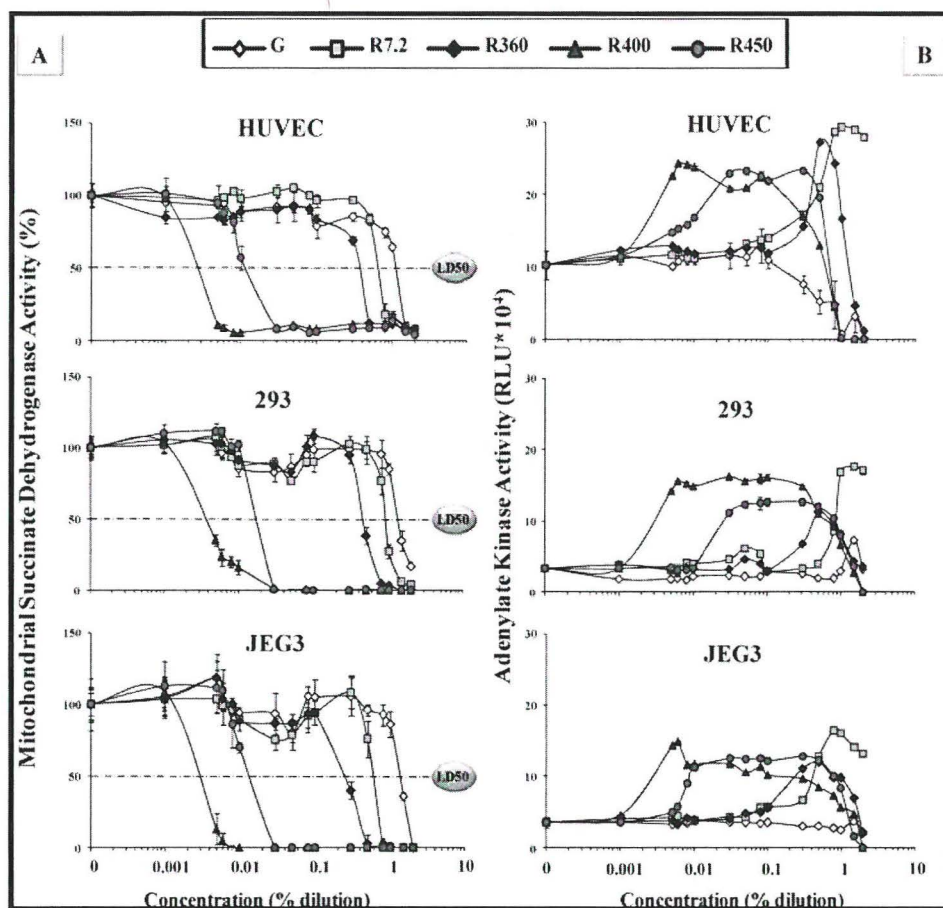 G R7.2 R360 R400 R450
A
B
Mitochondrial Succinate Dehydrogenase Activity (%)
HUVEC
150
100
50
0
LD50
293
150
100
50
0
LD50
JEG3
150
100
50
0
LD50
0 0,001 0,01 0,1 1 10
Concentration (% dilution)
Adenylate Kinase Activity (RLU*10⁴)
HUVEC
30
20
10
0
293
30
20
10
0
JEG3
30
20
10
0
0 0,001 0,01 0,1 1 10
Concentration (% dilution)